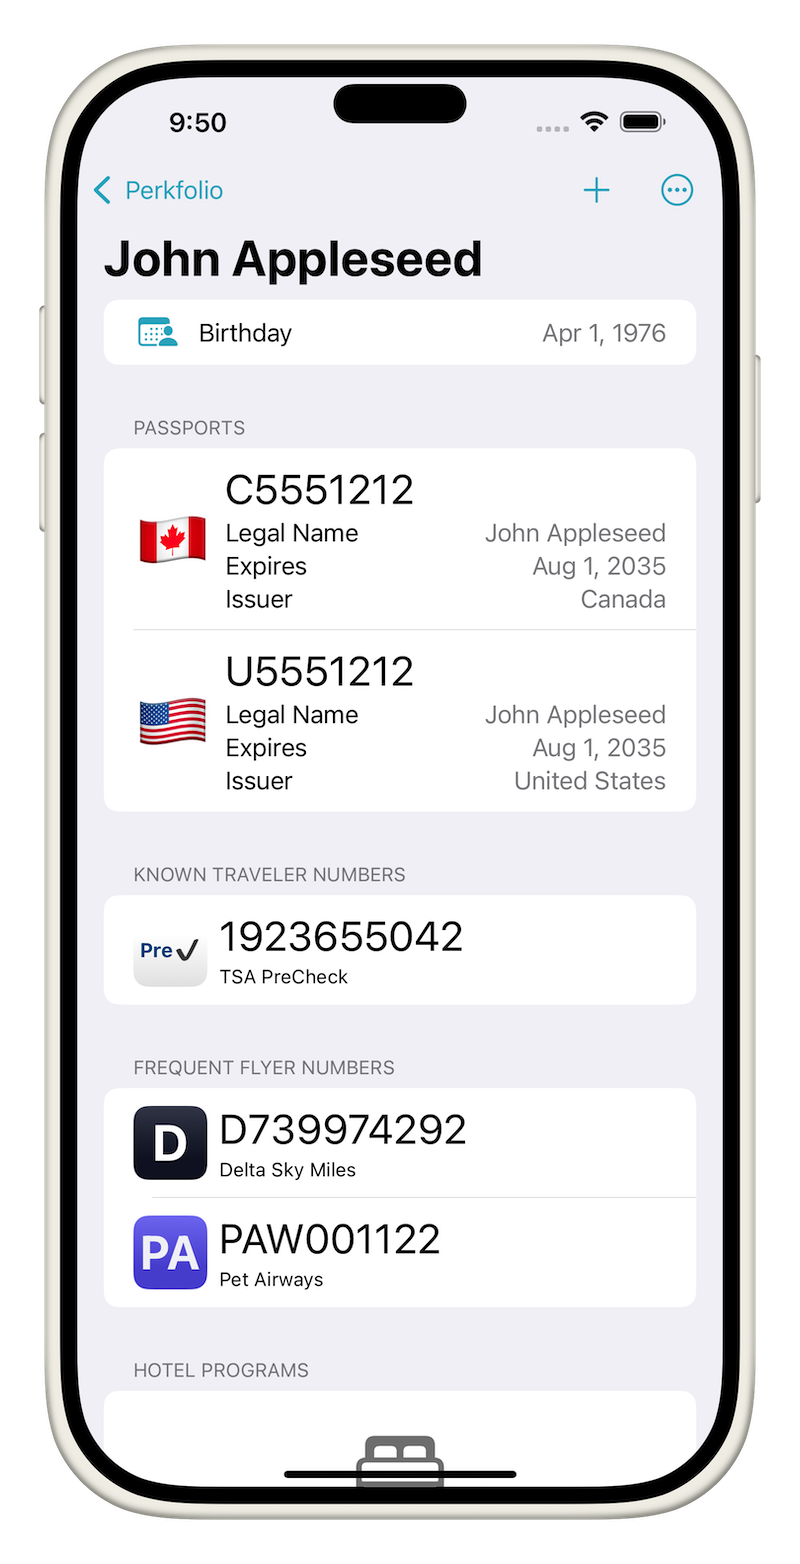 9:50
Perkfolio
John Appleseed
Birthday Apr 1, 1976
PASSPORTS
C5551212
Legal Name John Appleseed
Expires Aug 1, 2035
Issuer Canada
U5551212
Legal Name John Appleseed
Expires Aug 1, 2035
Issuer United States
KNOWN TRAVELER NUMBERS
Pre 1923655042
TSA PreCheck
FREQUENT FLYER NUMBERS
D D739974292
Delta Sky Miles
PA PAW001122
Pet Airways
HOTEL PROGRAMS